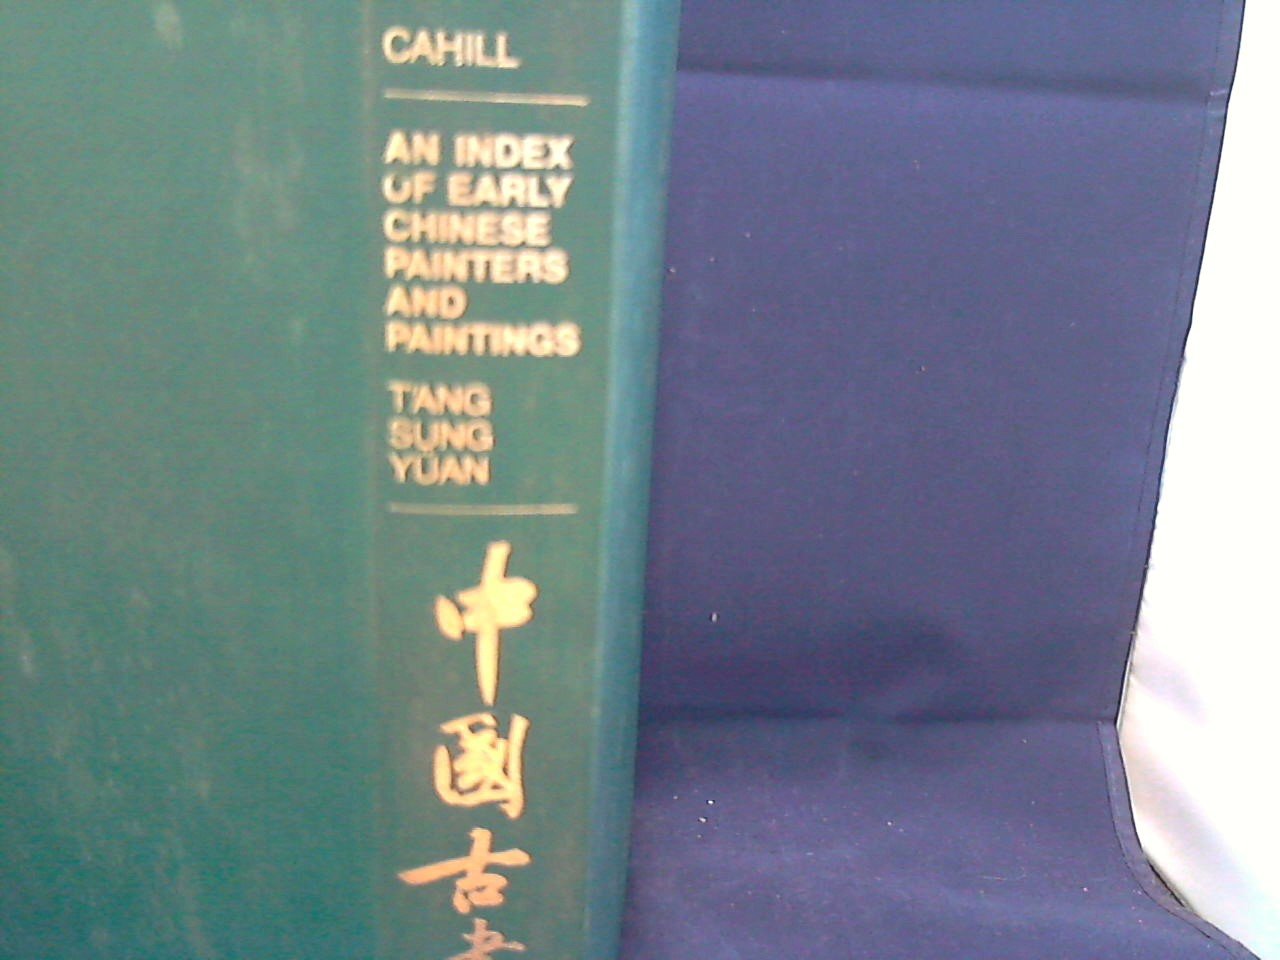 CAHILL
AN INDEX
OF EARLY
CHINESE
PAINTERS
AND
PAINTINGS
T'ANG
SUNG
YÜAN
中
國
古